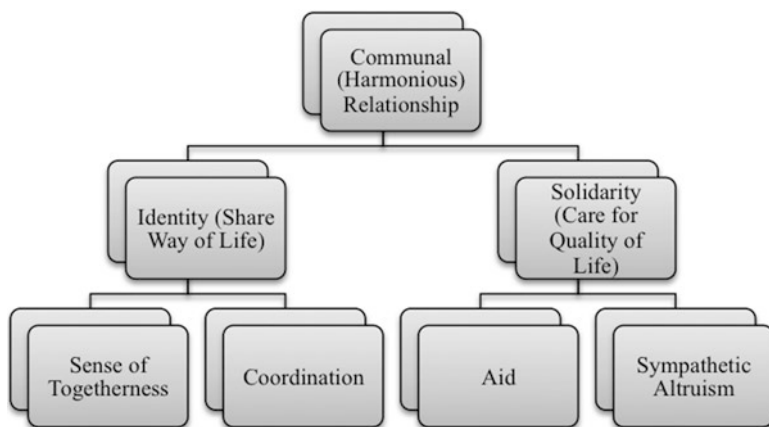 Communal
(Harmonious)
Relationship
Identity (Share
Way of Life)
Solidarity
(Care for
Quality of
Life)
Sense of
Togetherness
Coordination
Aid
Sympathetic
Altruism